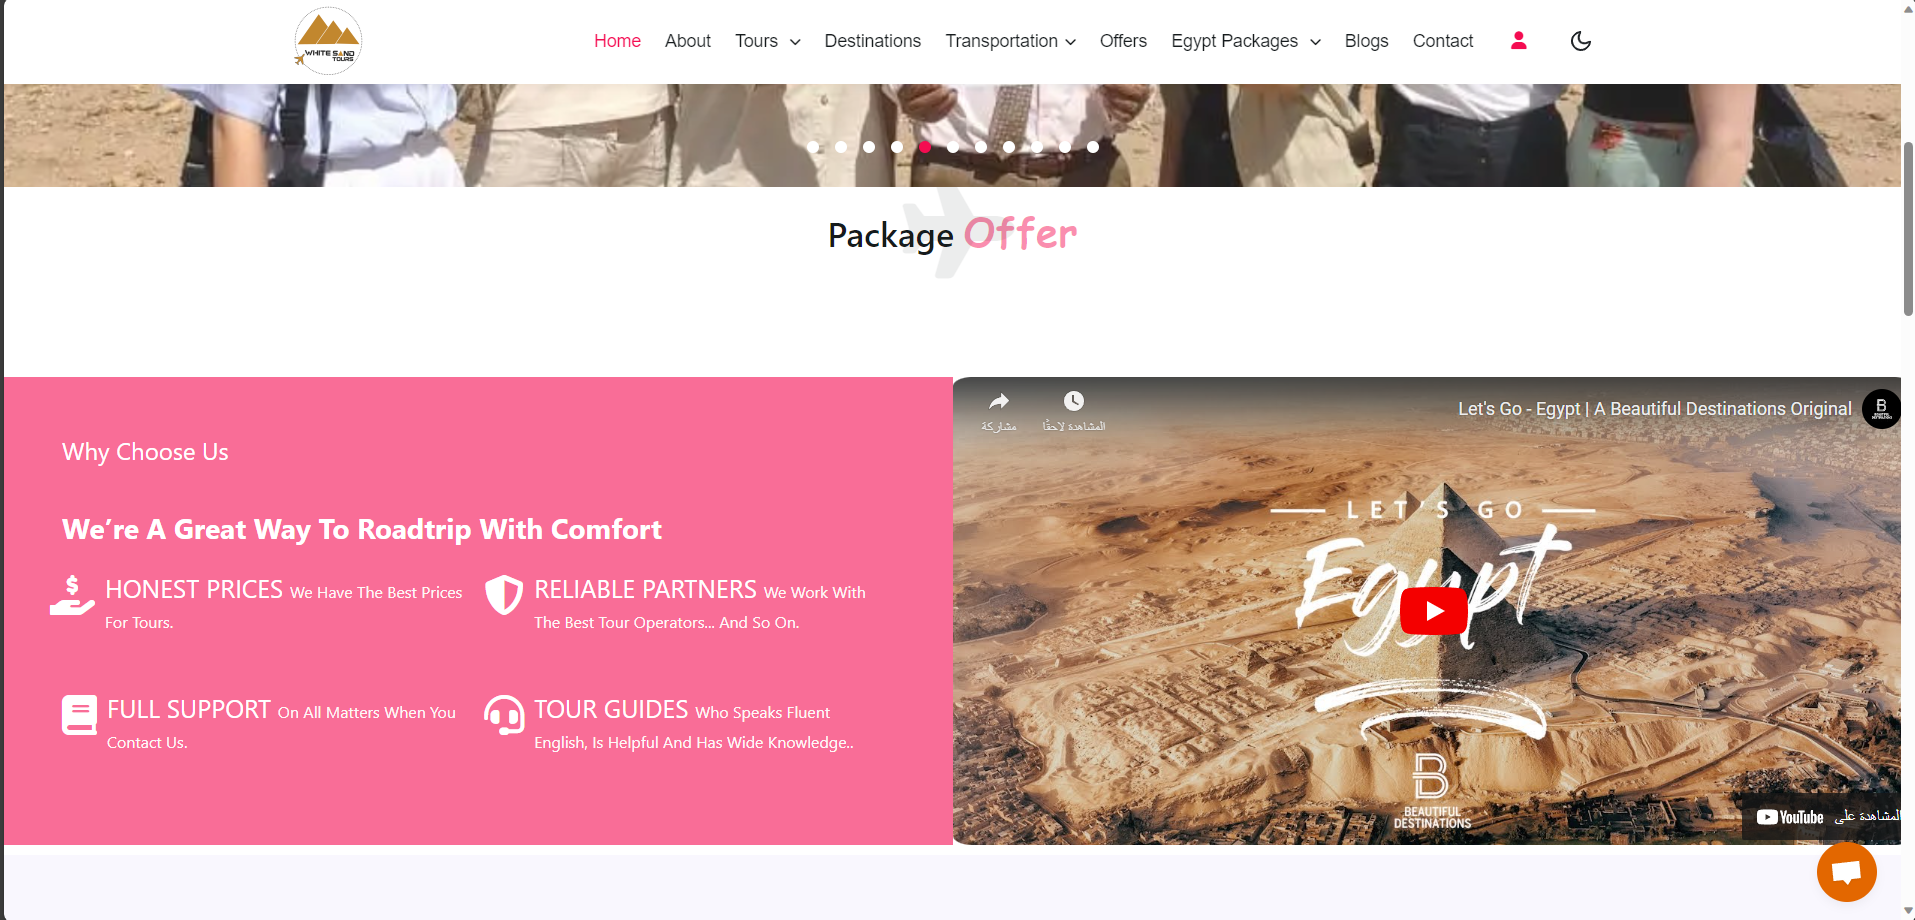 WHITE SAND
TOURS
Home About Tours Destinations Transportation Offers Egypt Packages Blogs Contact
Package Offer
Why Choose Us
We’re A Great Way To Roadtrip With Comfort
HONEST PRICES We Have The Best Prices
For Tours.
RELIABLE PARTNERS We Work With
The Best Tour Operators... And So On.
FULL SUPPORT On All Matters When You
Contact Us.
TOUR GUIDES Who Speaks Fluent
English, Is Helpful And Has Wide Knowledge..
مشاركة
المشاهدة لاحقًا
Let's Go - Egypt | A Beautiful Destinations Original
LET'S GO
Egypt
B
BEAUTIFUL
DESTINATIONS
المشاهدة على YouTube